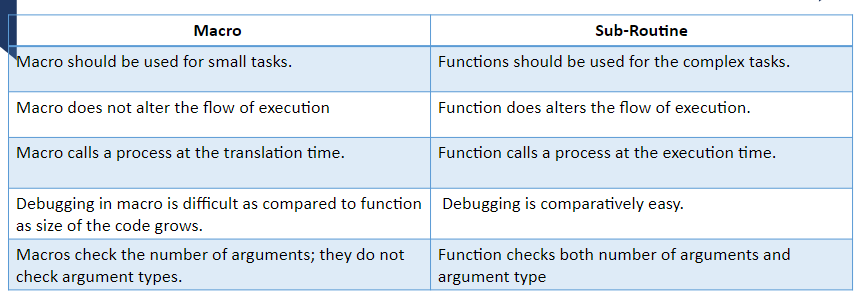 Macro
Sub-Routine
Macro should be used for small tasks.
Functions should be used for the complex tasks.
Macro does not alter the flow of execution
Function does alters the flow of execution.
Macro calls a process at the translation time.
Function calls a process at the execution time.
Debugging in macro is difficult as compared to function
as size of the code grows.
Debugging is comparatively easy.
Macros check the number of arguments; they do not
check argument types.
Function checks both number of arguments and
argument type